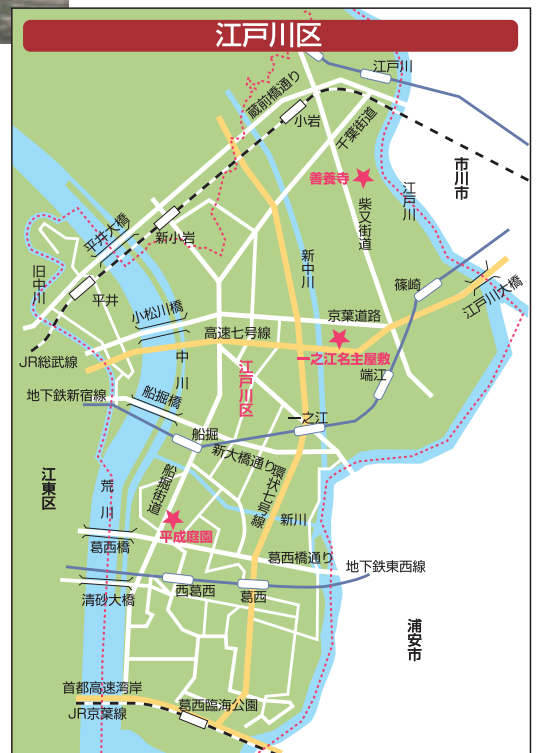 江戸川区
江戸川
蔵前橋通り
小岩
千葉街道
市川市
善養寺
江戸川
柴又街道
平井大橋
新小岩
新中川
旧中川
平井
篠崎
江戸川大橋
小松川橋
京葉道路
高速七号線
中川
一之江名主屋敷
JR総武線
江戸川区
端江
地下鉄新宿線
船堀橋
一之江
船堀
新大橋通り
環状七号線
船堀街道
江東区
荒川
新川
平成庭園
葛西橋
葛西橋通り
地下鉄東西線
西葛西
葛西
清砂大橋
浦安市
首都高速湾岸
葛西臨海公園
JR京葉線